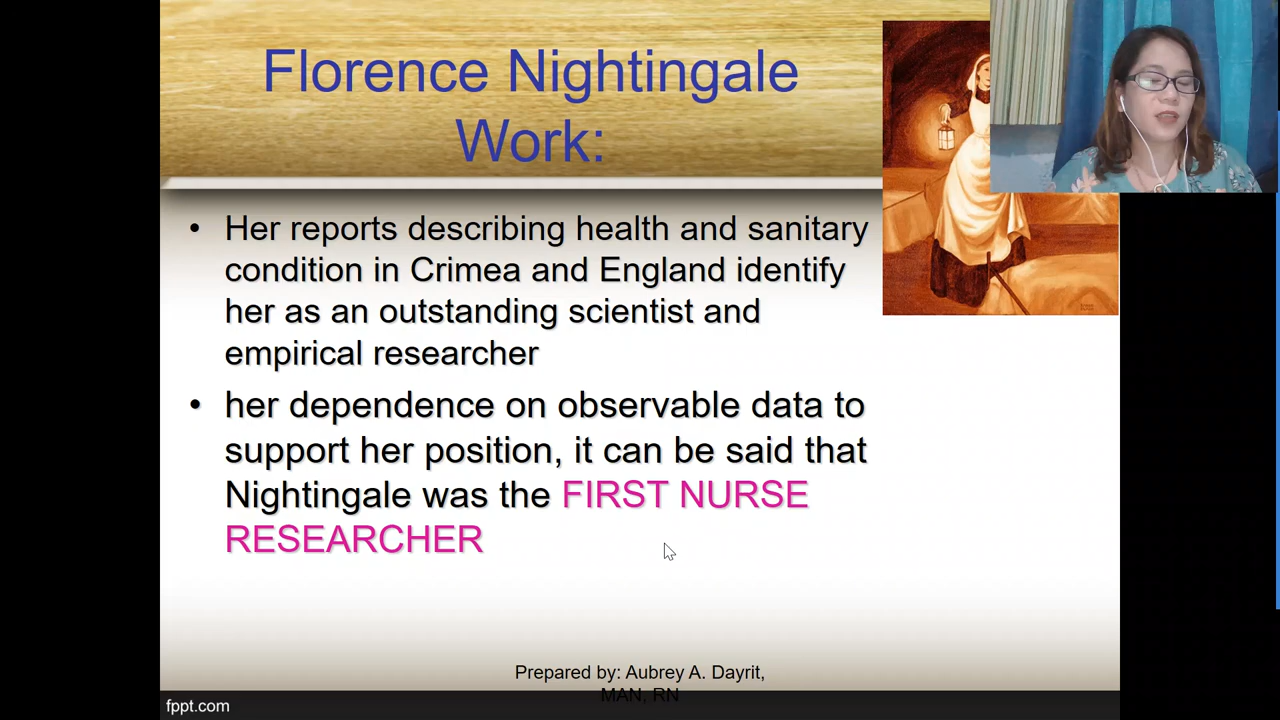 Florence Nightingale
Work:
• Her reports describing health and sanitary
condition in Crimea and England identify
her as an outstanding scientist and
empirical researcher
• her dependence on observable data to
support her position, it can be said that
Nightingale was the FIRST NURSE
RESEARCHER
Prepared by: Aubrey A. Dayrit,
MAN, RN
fppt.com